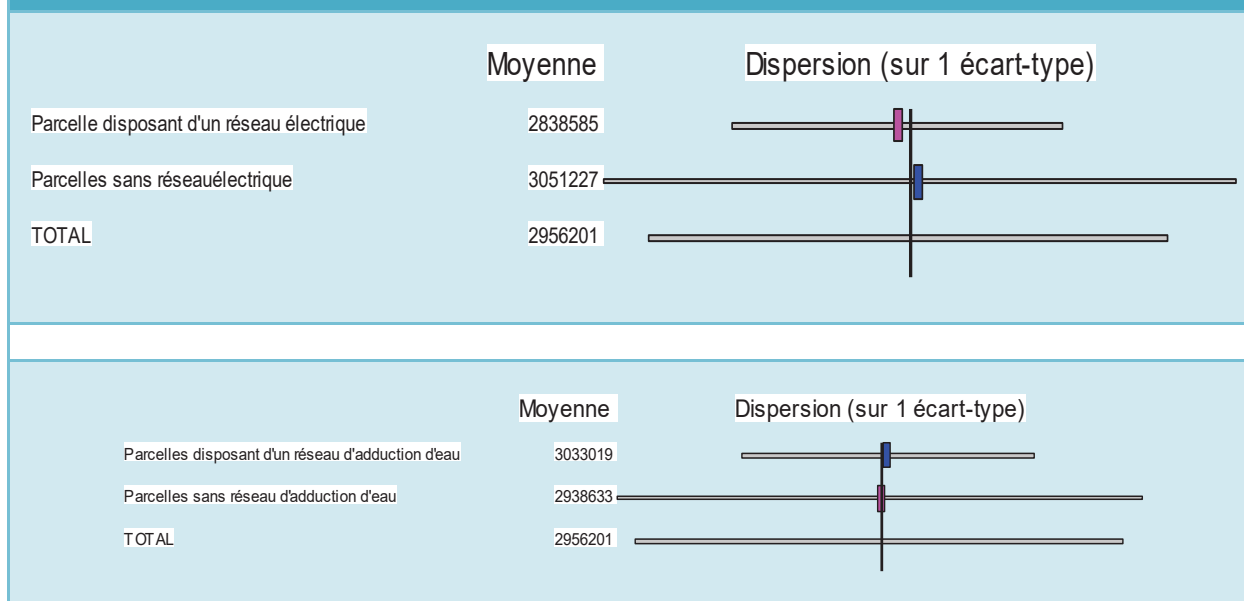 Moyenne Dispersion (sur 1 écart-type)
Parcelle disposant d'un réseau électrique 2838585
Parcelles sans réseauélectrique 3051227
TOTAL 2956201
Moyenne Dispersion (sur 1 écart-type)
Parcelles disposant d'un réseau d'adduction d'eau 3033019
Parcelles sans réseau d'adduction d'eau 2938633
TOTAL 2956201